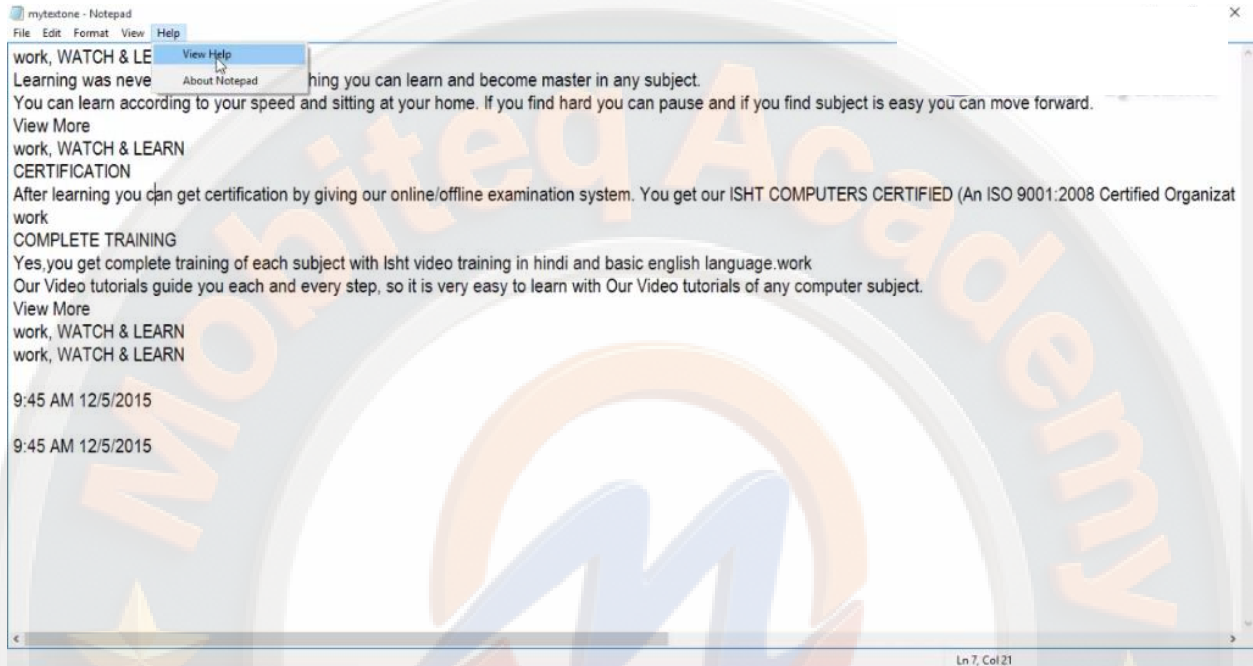 mytextone - Notepad
File Edit Format View Help
View Help
About Notepad
work, WATCH & LE
Learning was neve hing you can learn and become master in any subject.
You can learn according to your speed and sitting at your home. If you find hard you can pause and if you find subject is easy you can move forward.
View More
work, WATCH & LEARN
CERTIFICATION
After learning you can get certification by giving our online/offline examination system. You get our ISHT COMPUTERS CERTIFIED (An ISO 9001:2008 Certified Organizat
work
COMPLETE TRAINING
Yes,you get complete training of each subject with Isht video training in hindi and basic english language.work
Our Video tutorials guide you each and every step, so it is very easy to learn with Our Video tutorials of any computer subject.
View More
work, WATCH & LEARN
work, WATCH & LEARN
9:45 AM 12/5/2015
9:45 AM 12/5/2015
Ln 7, Col 21
Mobiteq Academy